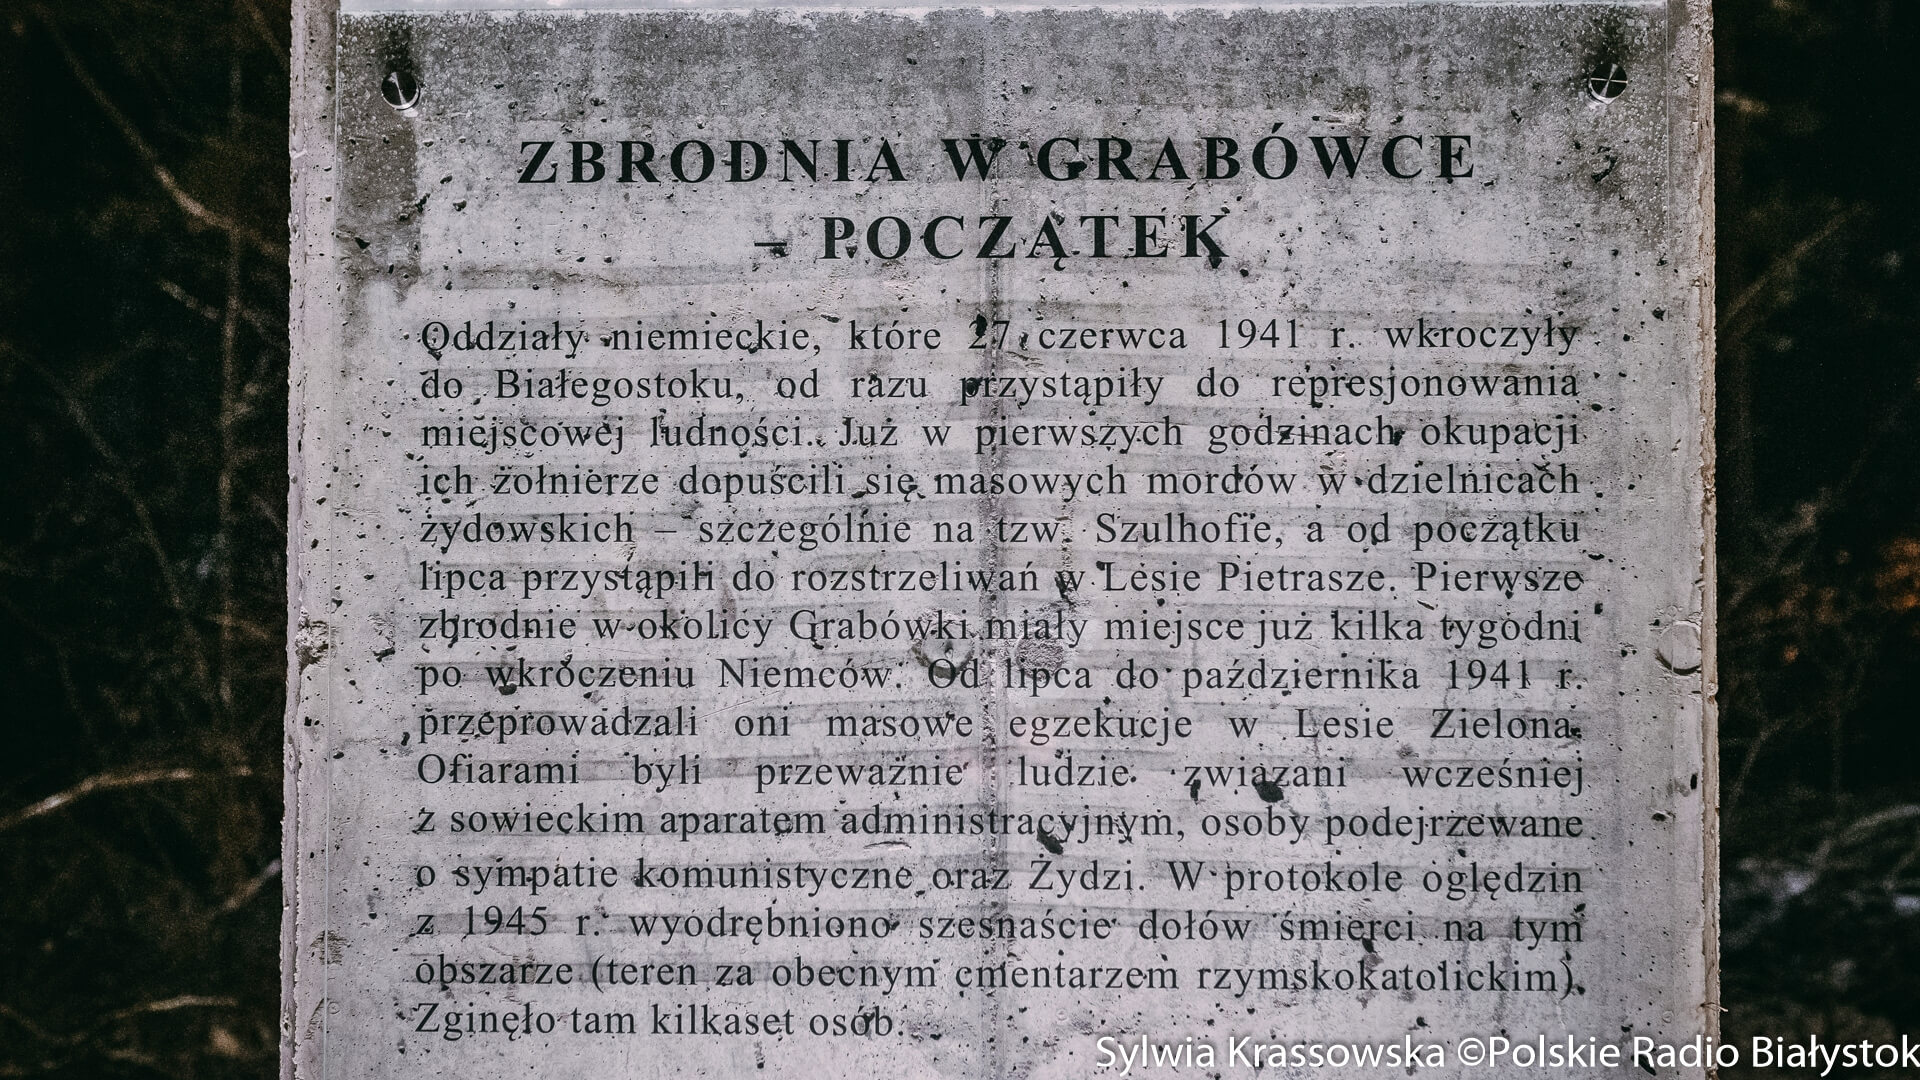 ZBRODNIA W GRABÓWCE
– POCZĄTEK
Oddziały niemieckie, które 27 czerwca 1941 r. wkroczyły
do Białegostoku, od razu przystąpiły do represjonowania
miejscowej ludności. Już w pierwszych godzinach okupacji
ich żołnierze dopuścili się masowych mordów w dzielnicach
żydowskich – szczególnie na tzw. Szulhofie, a od początku
lipca przystąpili do rozstrzeliwań w Lesie Pietrasze. Pierwsze
zbrodnie w okolicy Grabówki miały miejsce już kilka tygodni
po wkroczeniu Niemców. Od lipca do października 1941 r.
przeprowadzali oni masowe egzekucje w Lesie Zielona.
Ofiarami byli przeważnie ludzie związani wcześniej
z sowieckim aparatem administracyjnym, osoby podejrzewane
o sympatie komunistyczne oraz Żydzi. W protokole oględzin
z 1945 r. wyodrębniono szesnaście dołów śmierci na tym
obszarze (teren za obecnym cmentarzem rzymskokatolickim).
Zginęło tam kilkaset osób.
Sylwia Krassowska ©Polskie Radio Białystok